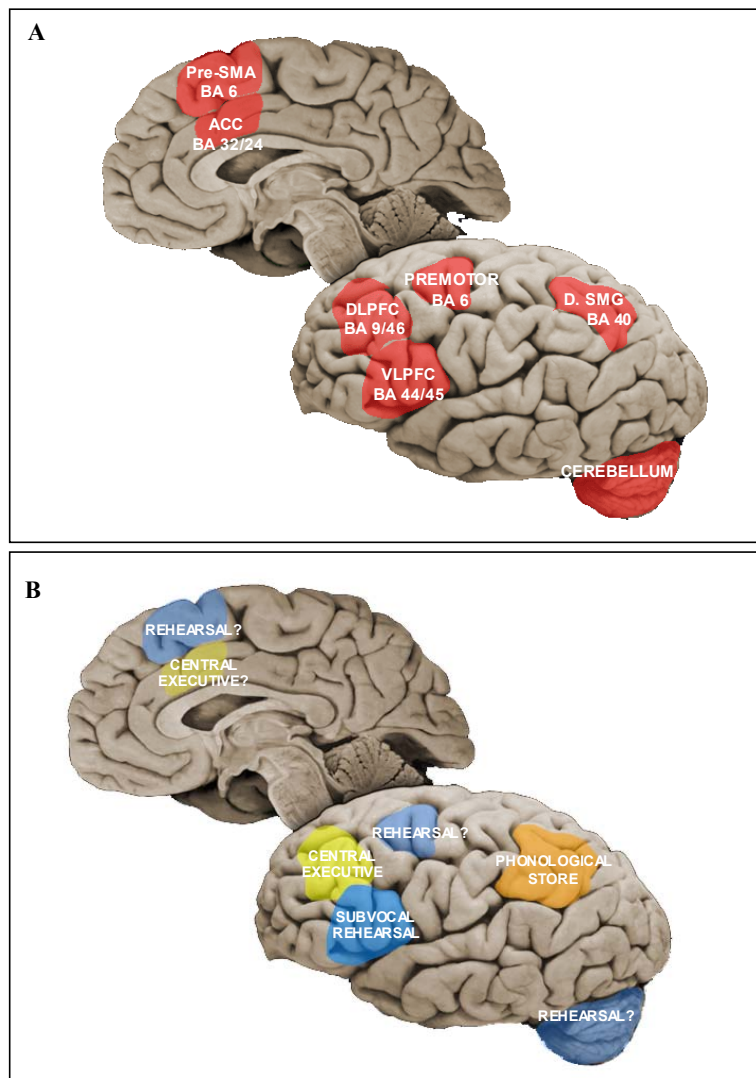 A
Pre-SMA
BA 6
ACC
BA 32/24
PREMOTOR
BA 6
D. SMG
BA 40
DLPFC
BA 9/46
VLPFC
BA 44/45
CEREBELLUM
B
REHEARSAL?
CENTRAL
EXECUTIVE?
REHEARSAL?
CENTRAL
EXECUTIVE
PHONOLOGICAL
STORE
SUBVOCAL
REHEARSAL
REHEARSAL?